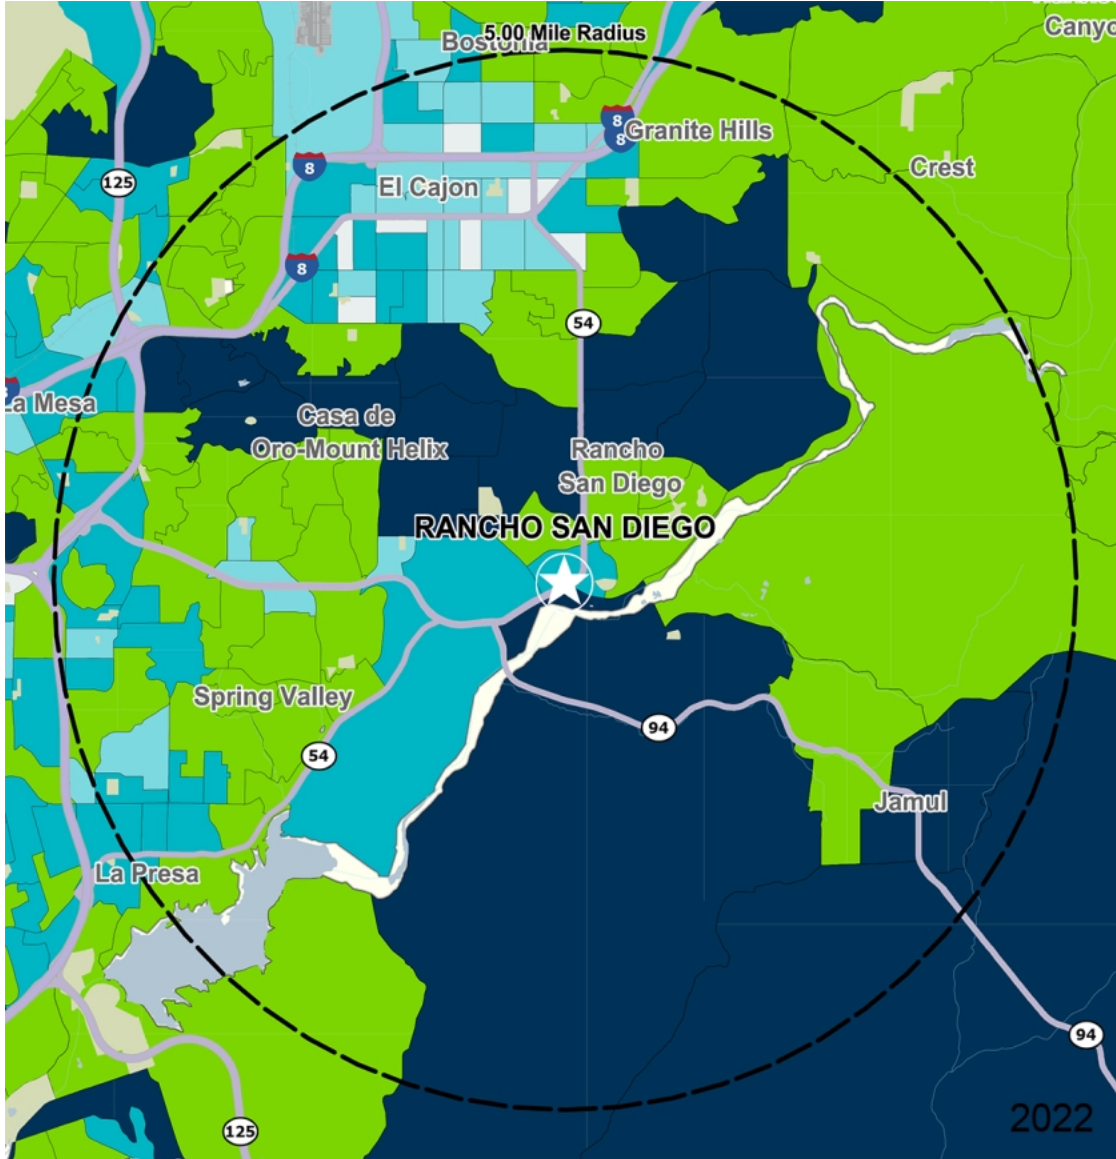 Canyo
5.00 Mile Radius
Bostonia
8
8
Granite Hills
8
Crest
125
El Cajon
8
54
La Mesa
Casa de
Oro-Mount Helix
Rancho
San Diego
RANCHO SAN DIEGO
Spring Valley
94
54
Jamul
La Presa
94
2022
125